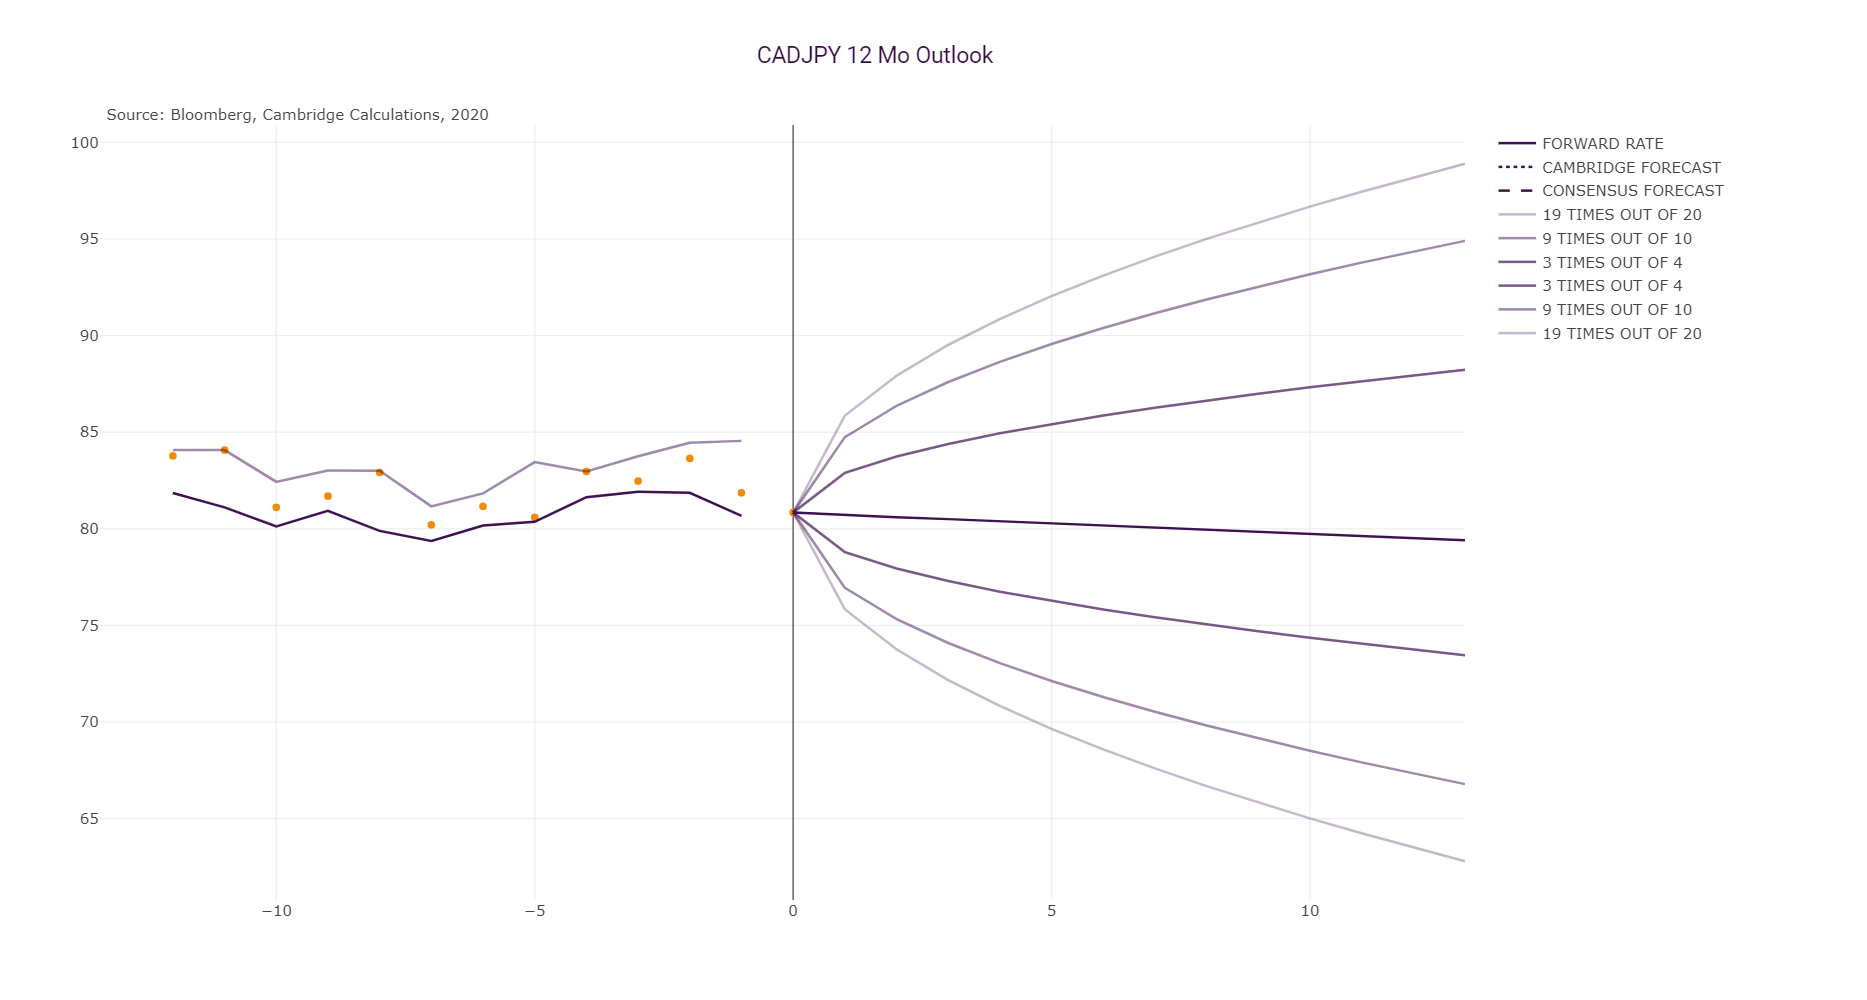 CADJPY 12 Mo Outlook
Source: Bloomberg, Cambridge Calculations, 2020
100
95
90
85
80
75
70
65
−10
−5
0
5
10
FORWARD RATE
CAMBRIDGE FORECAST
CONSENSUS FORECAST
19 TIMES OUT OF 20
9 TIMES OUT OF 10
3 TIMES OUT OF 4
3 TIMES OUT OF 4
9 TIMES OUT OF 10
19 TIMES OUT OF 20